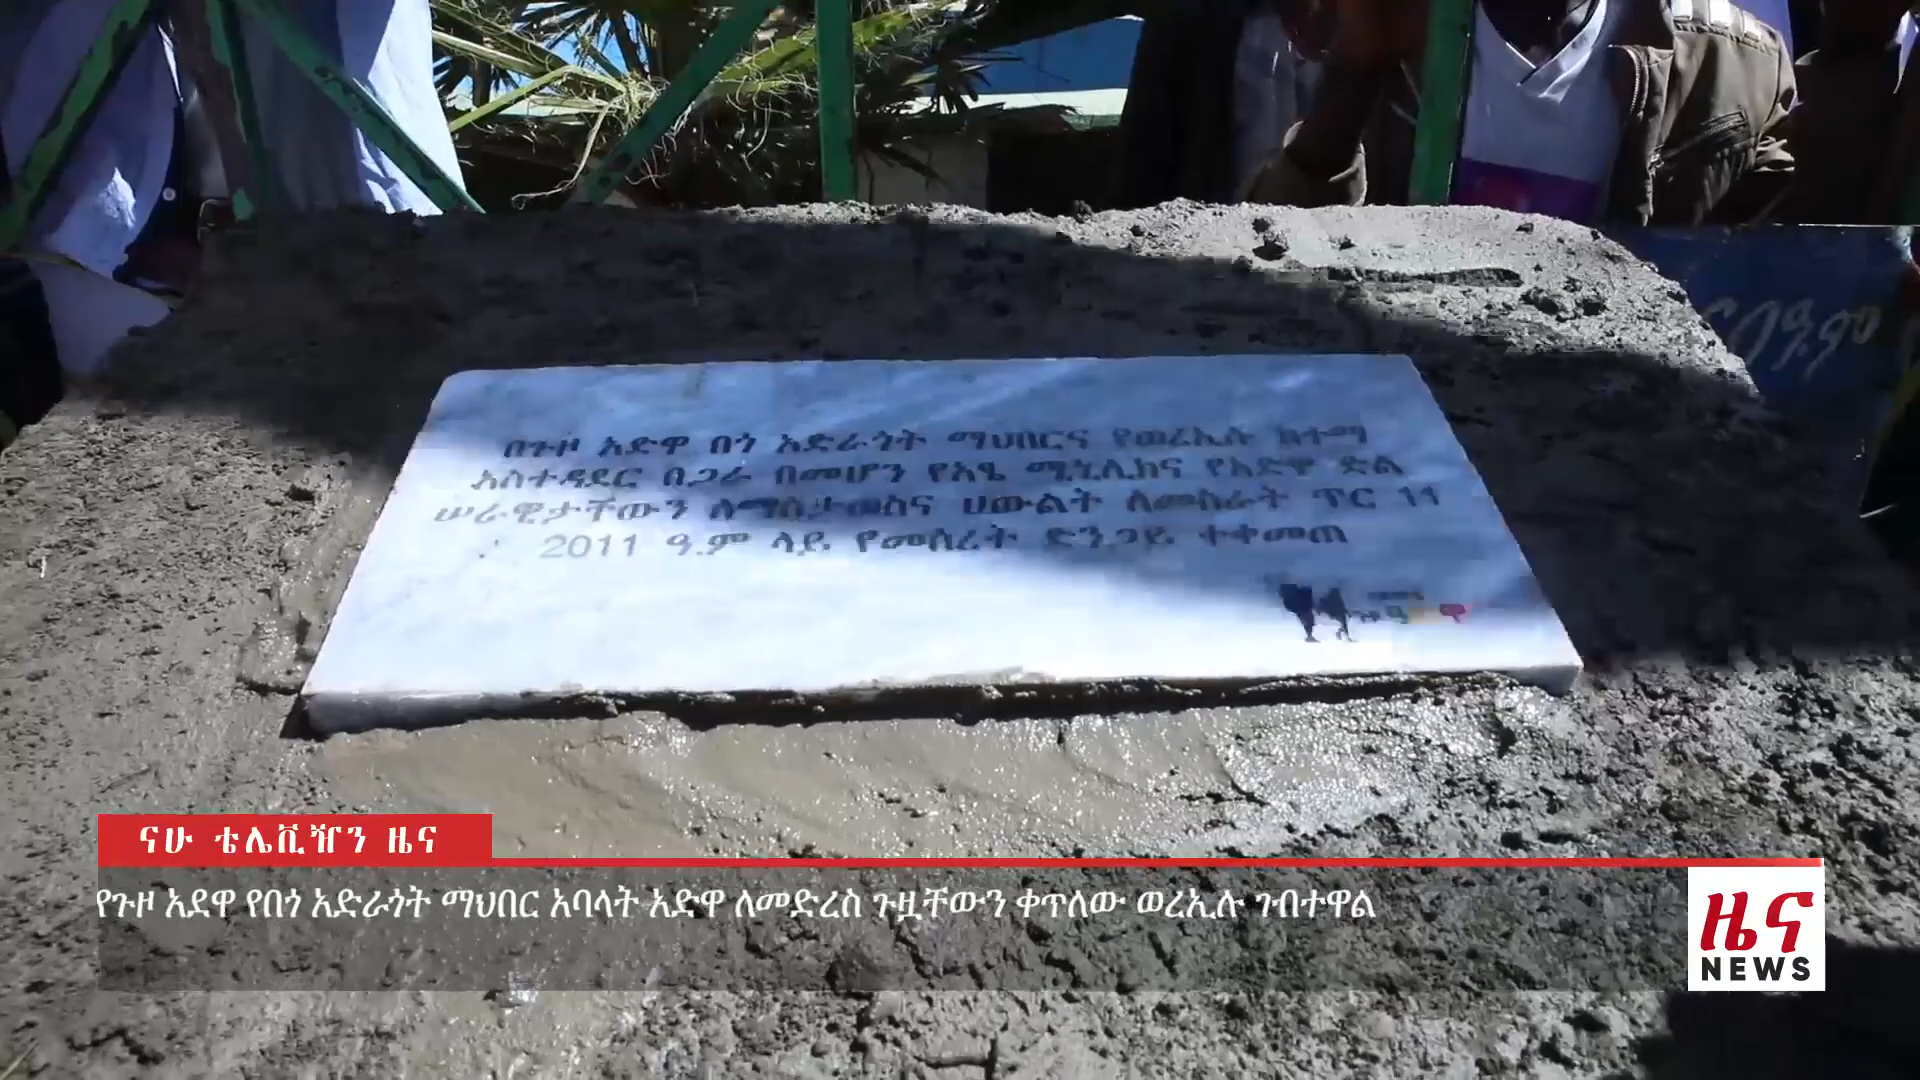 በጉዞ አድዋ በጎ አድራጎት ማህበርና የወረኢሉ ከተማ
አስተዳደር በጋራ በመሆን የአፄ ሚኒሊክና የአድዋ ድል
ሠራዊታቸውን ለማስታወስና ሀውልት ለመስራት ጥር 11
2011 ዓ.ም ላይ የመሰረት ድንጋይ ተቀመጠ
ናሁ ቴሌቪዥን ዜና
የጉዞ አደዋ የበጎ አድራጎት ማህበር አባላት አድዋ ለመድረስ ጉዟቸውን ቀጥለው ወረኢሉ ገብተዋል
ዜና
NEWS